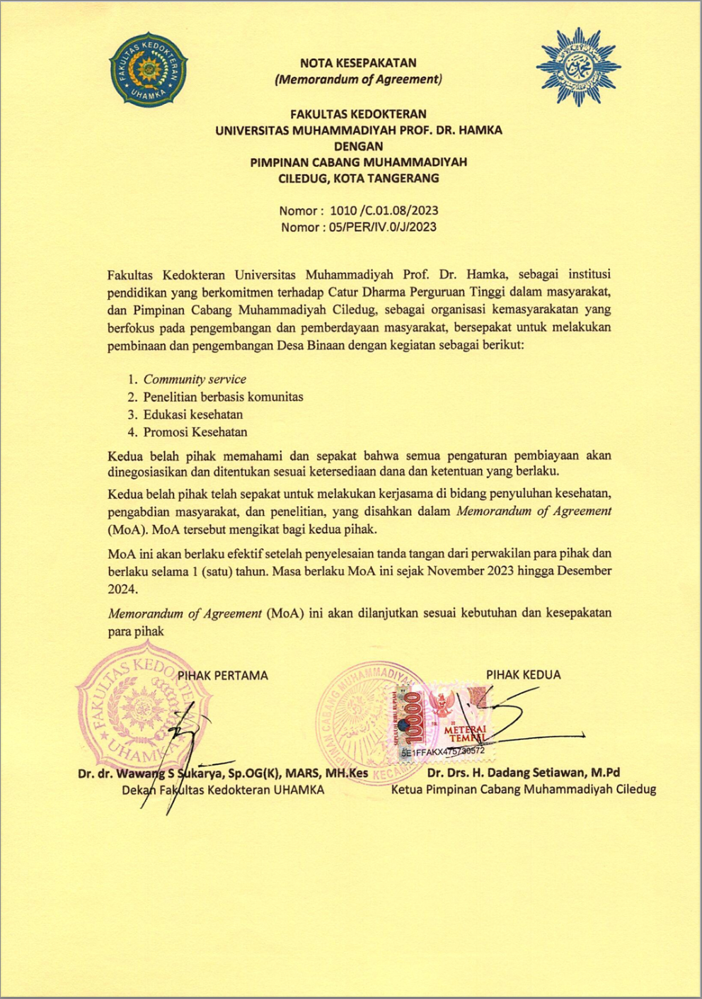 FAKULTAS KEDOKTERAN
UHAMKA
NOTA KESEPAKATAN
(Memorandum of Agreement)
FAKULTAS KEDOKTERAN
UNIVERSITAS MUHAMMADIYAH PROF. DR. HAMKA
DENGAN
PIMPINAN CABANG MUHAMMADIYAH
CILEDUG, KOTA TANGERANG
Nomor : 1010 /C.01.08/2023
Nomor : 05/PER/IV.0/J/2023
Fakultas Kedokteran Universitas Muhammadiyah Prof. Dr. Hamka, sebagai institusi
pendidikan yang berkomitmen terhadap Catur Dharma Perguruan Tinggi dalam masyarakat,
dan Pimpinan Cabang Muhammadiyah Ciledug, sebagai organisasi kemasyarakatan yang
berfokus pada pengembangan dan pemberdayaan masyarakat, bersepakat untuk melakukan
pembinaan dan pengembangan Desa Binaan dengan kegiatan sebagai berikut:
1. Community service
2. Penelitian berbasis komunitas
3. Edukasi kesehatan
4. Promosi Kesehatan
Kedua belah pihak memahami dan sepakat bahwa semua pengaturan pembiayaan akan
dinegosiasikan dan ditentukan sesuai ketersediaan dana dan ketentuan yang berlaku.
Kedua belah pihak telah sepakat untuk melakukan kerjasama di bidang penyuluhan kesehatan,
pengabdian masyarakat, dan penelitian, yang disahkan dalam Memorandum of Agreement
(MoA). MoA tersebut mengikat bagi kedua pihak.
MoA ini akan berlaku efektif setelah penyelesaian tanda tangan dari perwakilan para pihak dan
berlaku selama 1 (satu) tahun. Masa berlaku MoA ini sejak November 2023 hingga Desember
2024.
Memorandum of Agreement (MoA) ini akan dilanjutkan sesuai kebutuhan dan kesepakatan
para pihak
PIHAK PERTAMA
PIHAK KEDUA
FAKULTAS KEDOKTERAN
UHAMKA
PIMPINAN CABANG MUHAMMADIYAH
SEPULUH RIBU RUPIAH
10000
METERAI
TEMPEL
5E1FFAKX475730572
Dr. dr. Wawang S Sukarya, Sp.OG(K), MARS, MH.Kes
Dekan Fakultas Kedokteran UHAMKA
Dr. Drs. H. Dadang Setiawan, M.Pd
Ketua Pimpinan Cabang Muhammadiyah Ciledug